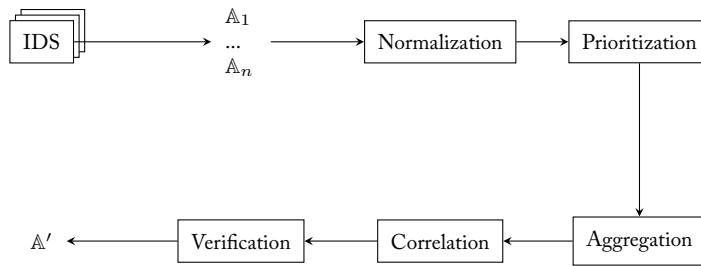 IDS
𝔸₁
...
𝔸ₙ
Normalization
Prioritization
Aggregation
Correlation
Verification
𝔸′